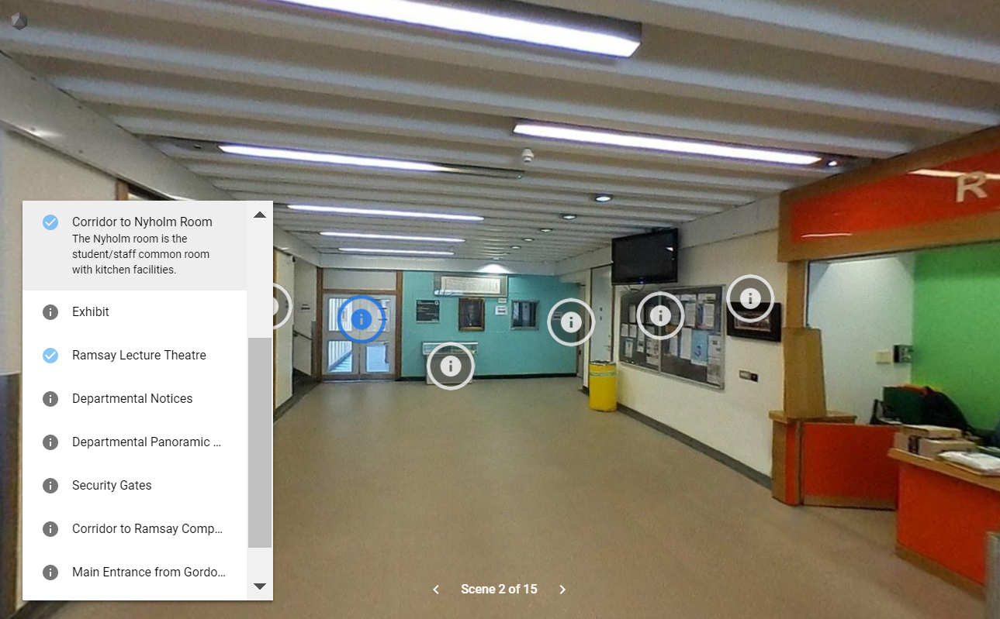 R
Corridor to Nyholm Room
The Nyholm room is the
student/staff common room
with kitchen facilities.
Exhibit
Ramsay Lecture Theatre
Departmental Notices
Departmental Panoramic ...
Security Gates
Corridor to Ramsay Comp...
Main Entrance from Gordo...
Scene 2 of 15